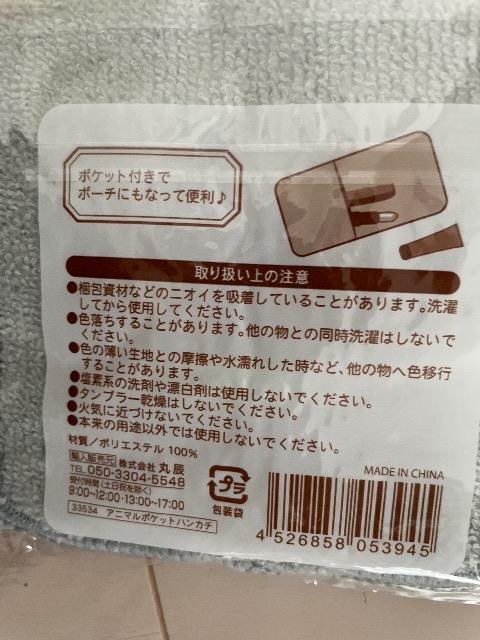 ポケット付きで
ポーチにもなって便利♪
取り扱い上の注意
●梱包資材などのニオイを吸着していることがあります。洗濯
してから使用してください。
●色落ちすることがあります。他の物との同時洗濯はしないで
ください。
●色の薄い生地との摩擦や水濡れした時など、他の物へ色移行
することがあります。
●塩素系の洗剤や漂白剤は使用しないでください。
●タンブラー乾燥はしないでください。
●火気に近づけないでください。
●本来の用途以外では使用しないでください。
材質/ポリエステル 100%
輸入販売元 株式会社 丸辰
TEL 050-3304-5548
受付時間(土日祝を除く)
9:00~12:00・13:00~17:00
33534 アニマルポケットハンカチ
プラ
包装袋
MADE IN CHINA
4 526858 053945